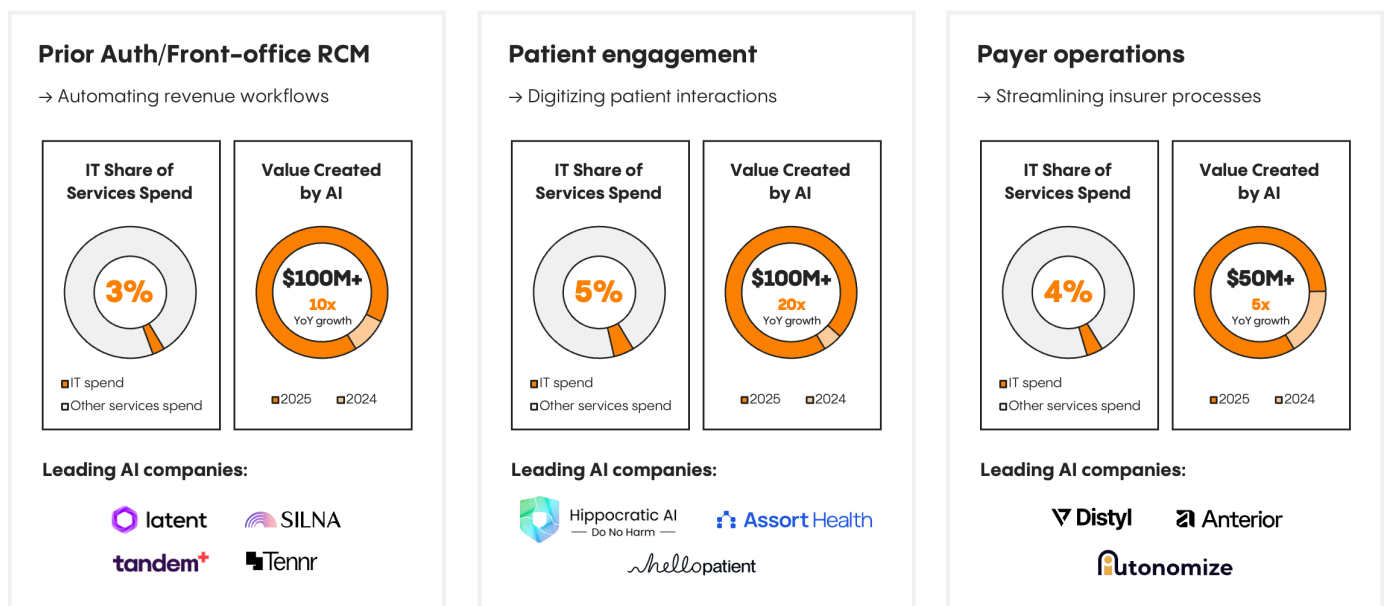 Prior Auth/Front-office RCM
→ Automating revenue workflows
IT Share of
Services Spend
3%
IT spend
Other services spend
Value Created
by AI
$100M+
10x
YoY growth
2025
2024
Leading AI companies:
latent
SILNA
tandem+
Tennr
Patient engagement
→ Digitizing patient interactions
IT Share of
Services Spend
5%
IT spend
Other services spend
Value Created
by AI
$100M+
20x
YoY growth
2025
2024
Leading AI companies:
Hippocratic AI
Do No Harm
Assort Health
hellopatient
Payer operations
→ Streamlining insurer processes
IT Share of
Services Spend
4%
IT spend
Other services spend
Value Created
by AI
$50M+
5x
YoY growth
2025
2024
Leading AI companies:
Distyl
Anterior
Autonomize